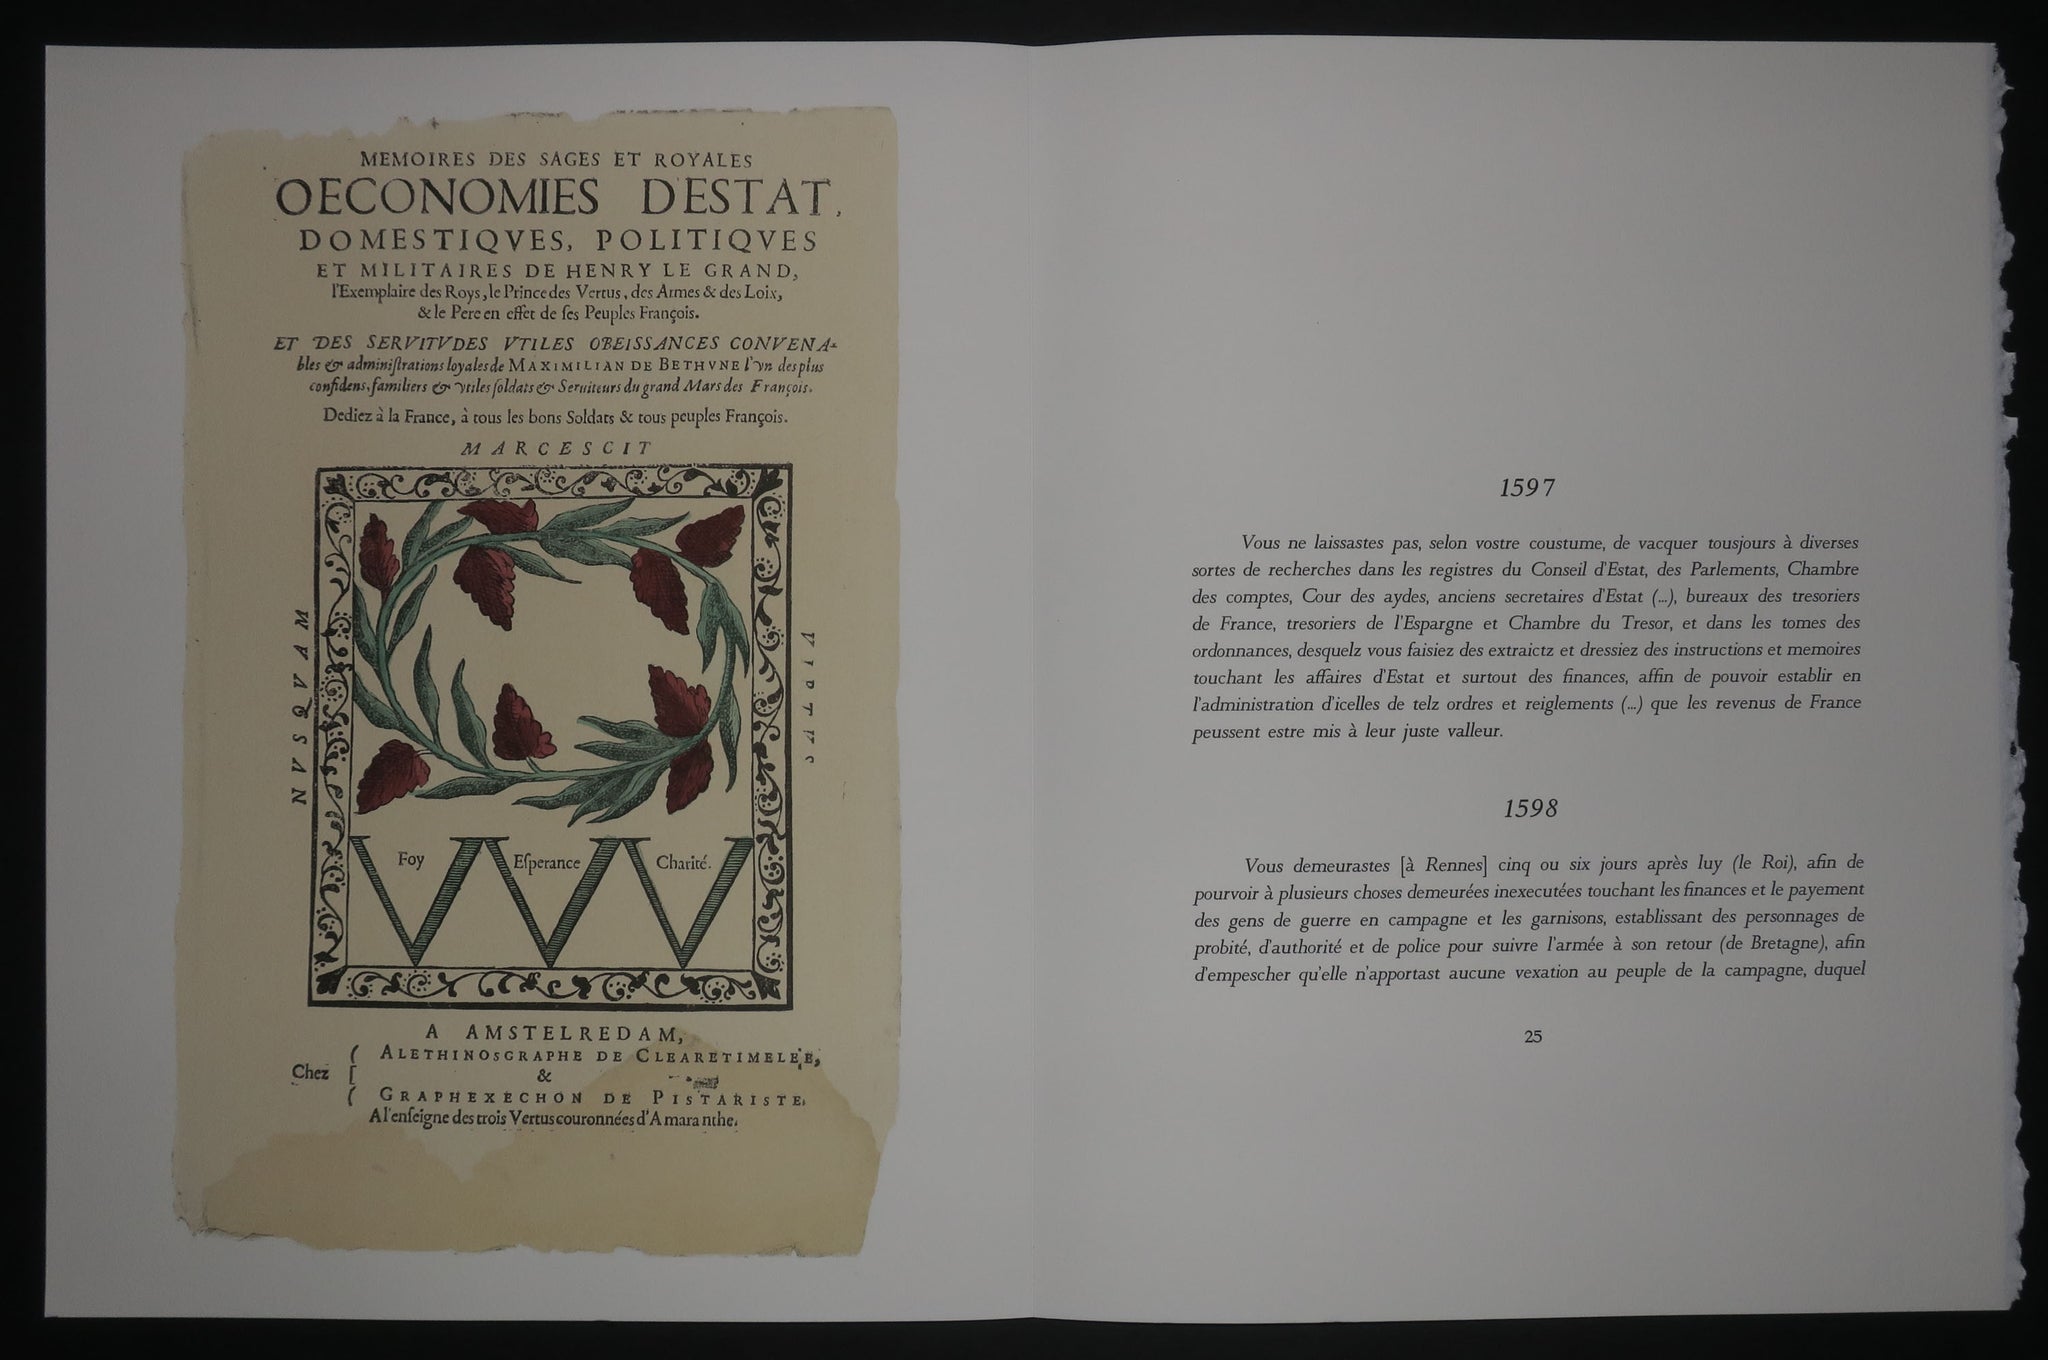 MEMOIRES DES SAGES ET ROYALES
OECONOMIES D'ESTAT,
DOMESTIQVES, POLITIQVES
ET MILITAIRES DE HENRY LE GRAND,
l'Exemplaire des Roys, le Prince des Vertus, des Armes & des Loix,
& le Pere en effet de ſes Peuples François.
ET DES SERVITVDES VTILES OBEISSANCES CONVENA-
bles & adminiſtrations loyales de MAXIMILIAN DE BETHVNE l'vn des plus
confidens, familiers & vtiles ſoldats & Seruiteurs du grand Mars des François.
Dediez à la France, à tous les bons Soldats & tous peuples François.
MARCESCIT
NVSQVAM
Foy
Eſperance
Charité.
A AMSTELREDAM,
Chez
ALETHINOSGRAPHE DE CLEARETIMELEE,
&
GRAPHEXECHON DE PISTARISTE,
A l'enſeigne des trois Vertus couronnées d'Amaranthe.
1597
Vous ne laissastes pas, selon vostre coustume, de vacquer tousjours à diverses
sortes de recherches dans les registres du Conseil d'Estat, des Parlements, Chambre
des comptes, Cour des aydes, anciens secretaires d'Estat (...), bureaux des tresoriers
de France, tresoriers de l'Espargne et Chambre du Tresor, et dans les tomes des
ordonnances, desquelz vous faisiez des extraictz et dressiez des instructions et memoires
touchant les affaires d'Estat et surtout des finances, affin de pouvoir establir en
l'administration d'icelles de telz ordres et reiglements (...) que les revenus de France
peussent estre mis à leur juste valleur.
1598
Vous demeurastes [à Rennes] cinq ou six jours après luy (le Roi), afin de
pourvoir à plusieurs choses demeurées inexecutées touchant les finances et le payement
des gens de guerre en campagne et les garnisons, establissant des personnages de
probité, d'authorité et de police pour suivre l'armée à son retour (de Bretagne), afin
d'empescher qu'elle n'apportast aucune vexation au peuple de la campagne, duquel
25